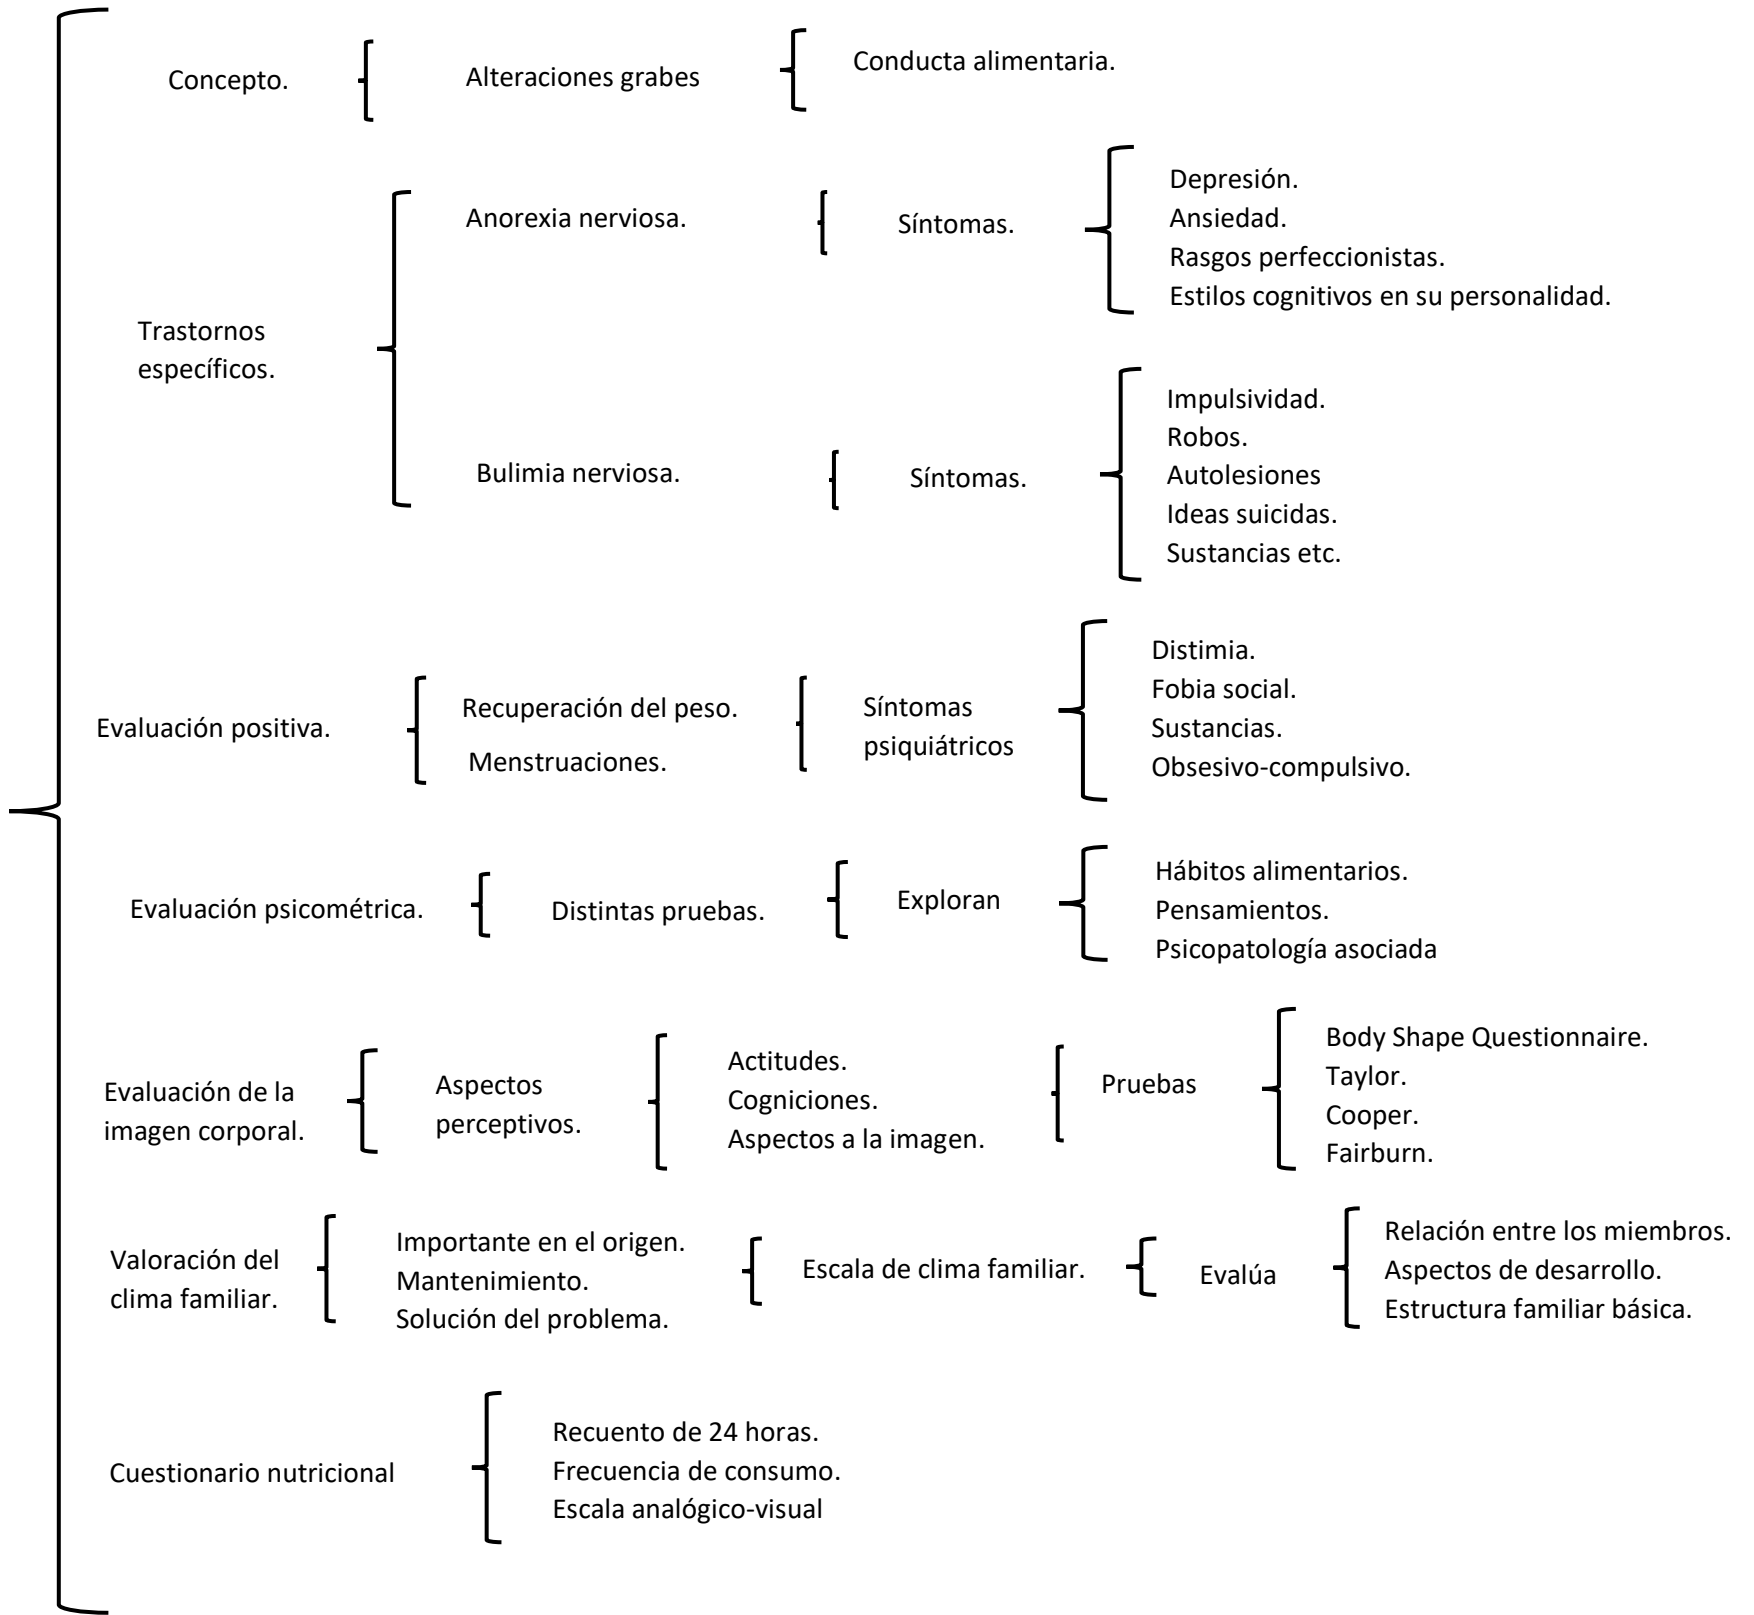 Concepto.
Alteraciones grabes
Conducta alimentaria.
Trastornos
específicos.
Anorexia nerviosa.
Síntomas.
Depresión.
Ansiedad.
Rasgos perfeccionistas.
Estilos cognitivos en su personalidad.
Bulimia nerviosa.
Síntomas.
Impulsividad.
Robos.
Autolesiones
Ideas suicidas.
Sustancias etc.
Evaluación positiva.
Recuperación del peso.
Menstruaciones.
Síntomas
psiquiátricos
Distimia.
Fobia social.
Sustancias.
Obsesivo-compulsivo.
Evaluación psicométrica.
Distintas pruebas.
Exploran
Hábitos alimentarios.
Pensamientos.
Psicopatología asociada
Evaluación de la
imagen corporal.
Aspectos
perceptivos.
Actitudes.
Cogniciones.
Aspectos a la imagen.
Pruebas
Body Shape Questionnaire.
Taylor.
Cooper.
Fairburn.
Valoración del
clima familiar.
Importante en el origen.
Mantenimiento.
Solución del problema.
Escala de clima familiar.
Evalúa
Relación entre los miembros.
Aspectos de desarrollo.
Estructura familiar básica.
Cuestionario nutricional
Recuento de 24 horas.
Frecuencia de consumo.
Escala analógico-visual